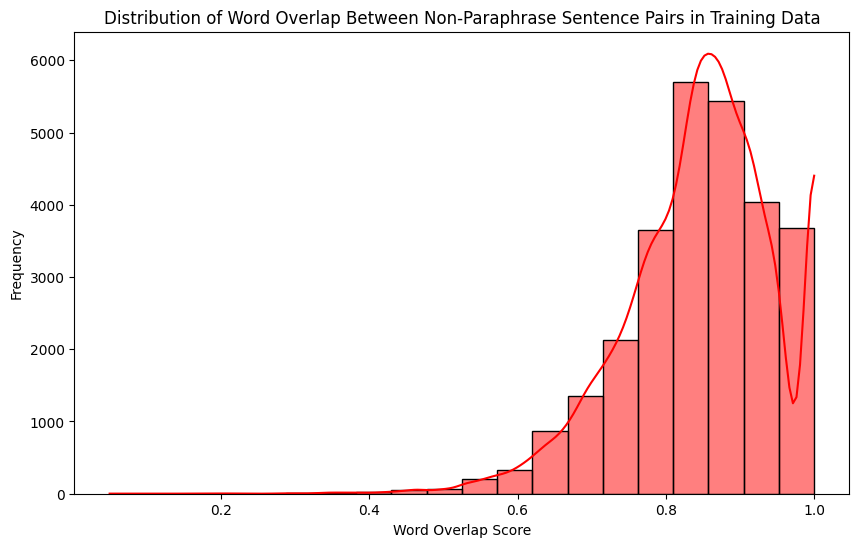 Distribution of Word Overlap Between Non-Paraphrase Sentence Pairs in Training Data
6000
5000
4000
3000
2000
1000
0
Frequency
0.2 0.4 0.6 0.8 1.0
Word Overlap Score